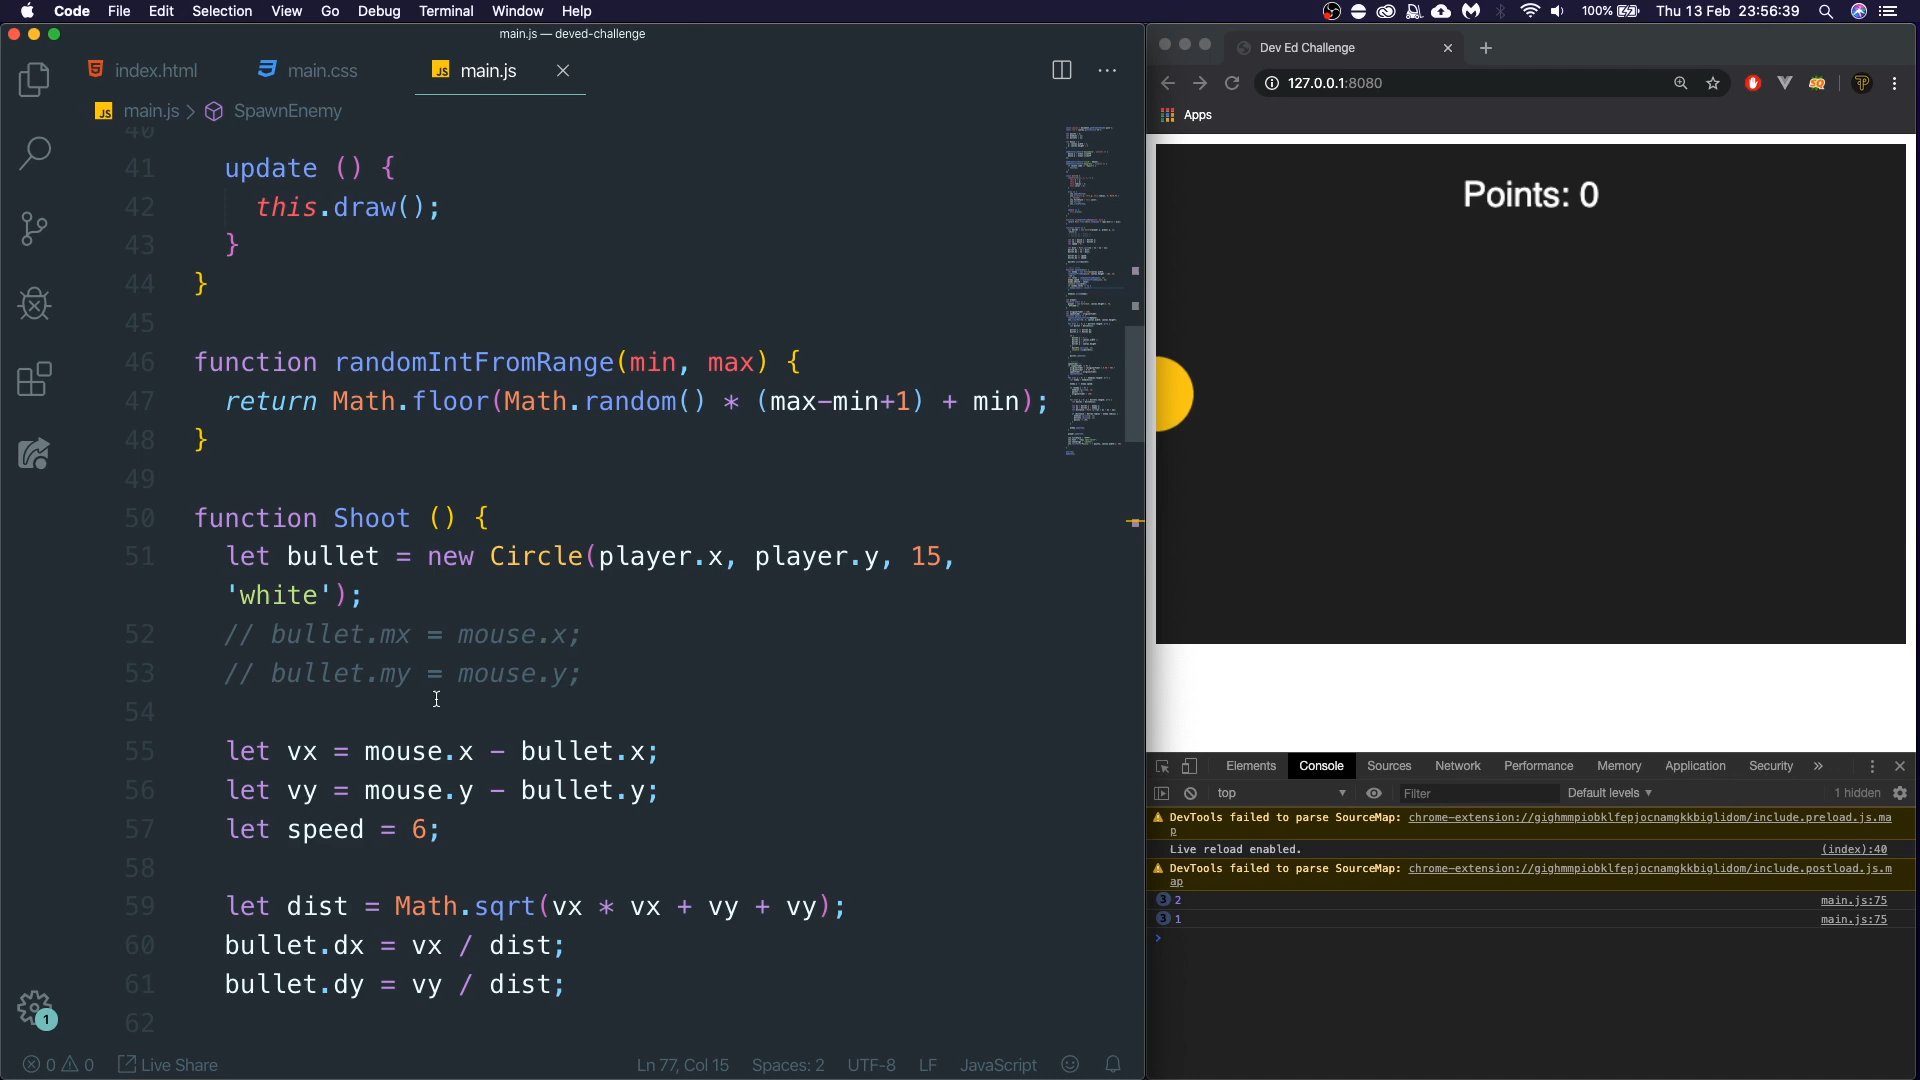 Code File Edit Selection View Go Debug Terminal Window Help
100% Thu 13 Feb 23:56:39
main.js — deved-challenge
index.html main.css JS main.js
JS main.js > SpawnEnemy
40
41 update () {
42 this.draw();
43 }
44 }
45
46 function randomIntFromRange(min, max) {
47 return Math.floor(Math.random() * (max-min+1) + min);
48 }
49
50 function Shoot () {
51 let bullet = new Circle(player.x, player.y, 15,
'white');
52 // bullet.mx = mouse.x;
53 // bullet.my = mouse.y;
54
55 let vx = mouse.x - bullet.x;
56 let vy = mouse.y - bullet.y;
57 let speed = 6;
58
59 let dist = Math.sqrt(vx * vx + vy + vy);
60 bullet.dx = vx / dist;
61 bullet.dy = vy / dist;
62
1
0 0 Live Share Ln 77, Col 15 Spaces: 2 UTF-8 LF JavaScript
Dev Ed Challenge
127.0.0.1:8080
Apps
Points: 0
Elements Console Sources Network Performance Memory Application Security »
top Filter Default levels 1 hidden
DevTools failed to parse SourceMap: chrome-extension://gighmmpiobklfepjocnamgkkbiglidom/include.preload.js.ma
p
Live reload enabled. (index):40
DevTools failed to parse SourceMap: chrome-extension://gighmmpiobklfepjocnamgkkbiglidom/include.postload.js.m
ap
3 2 main.js:75
3 1 main.js:75
>